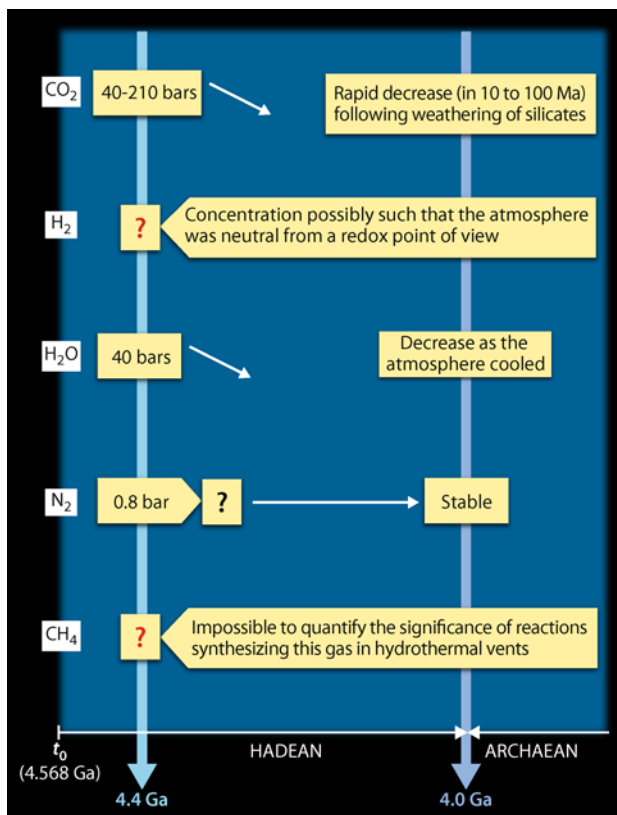 CO₂
40-210 bars
Rapid decrease (in 10 to 100 Ma)
following weathering of silicates
H₂
?
Concentration possibly such that the atmosphere
was neutral from a redox point of view
H₂O
40 bars
Decrease as the
atmosphere cooled
N₂
0.8 bar
?
Stable
CH₄
?
Impossible to quantify the significance of reactions
synthesizing this gas in hydrothermal vents
t₀
(4.568 Ga)
HADEAN
ARCHAEAN
4.4 Ga
4.0 Ga